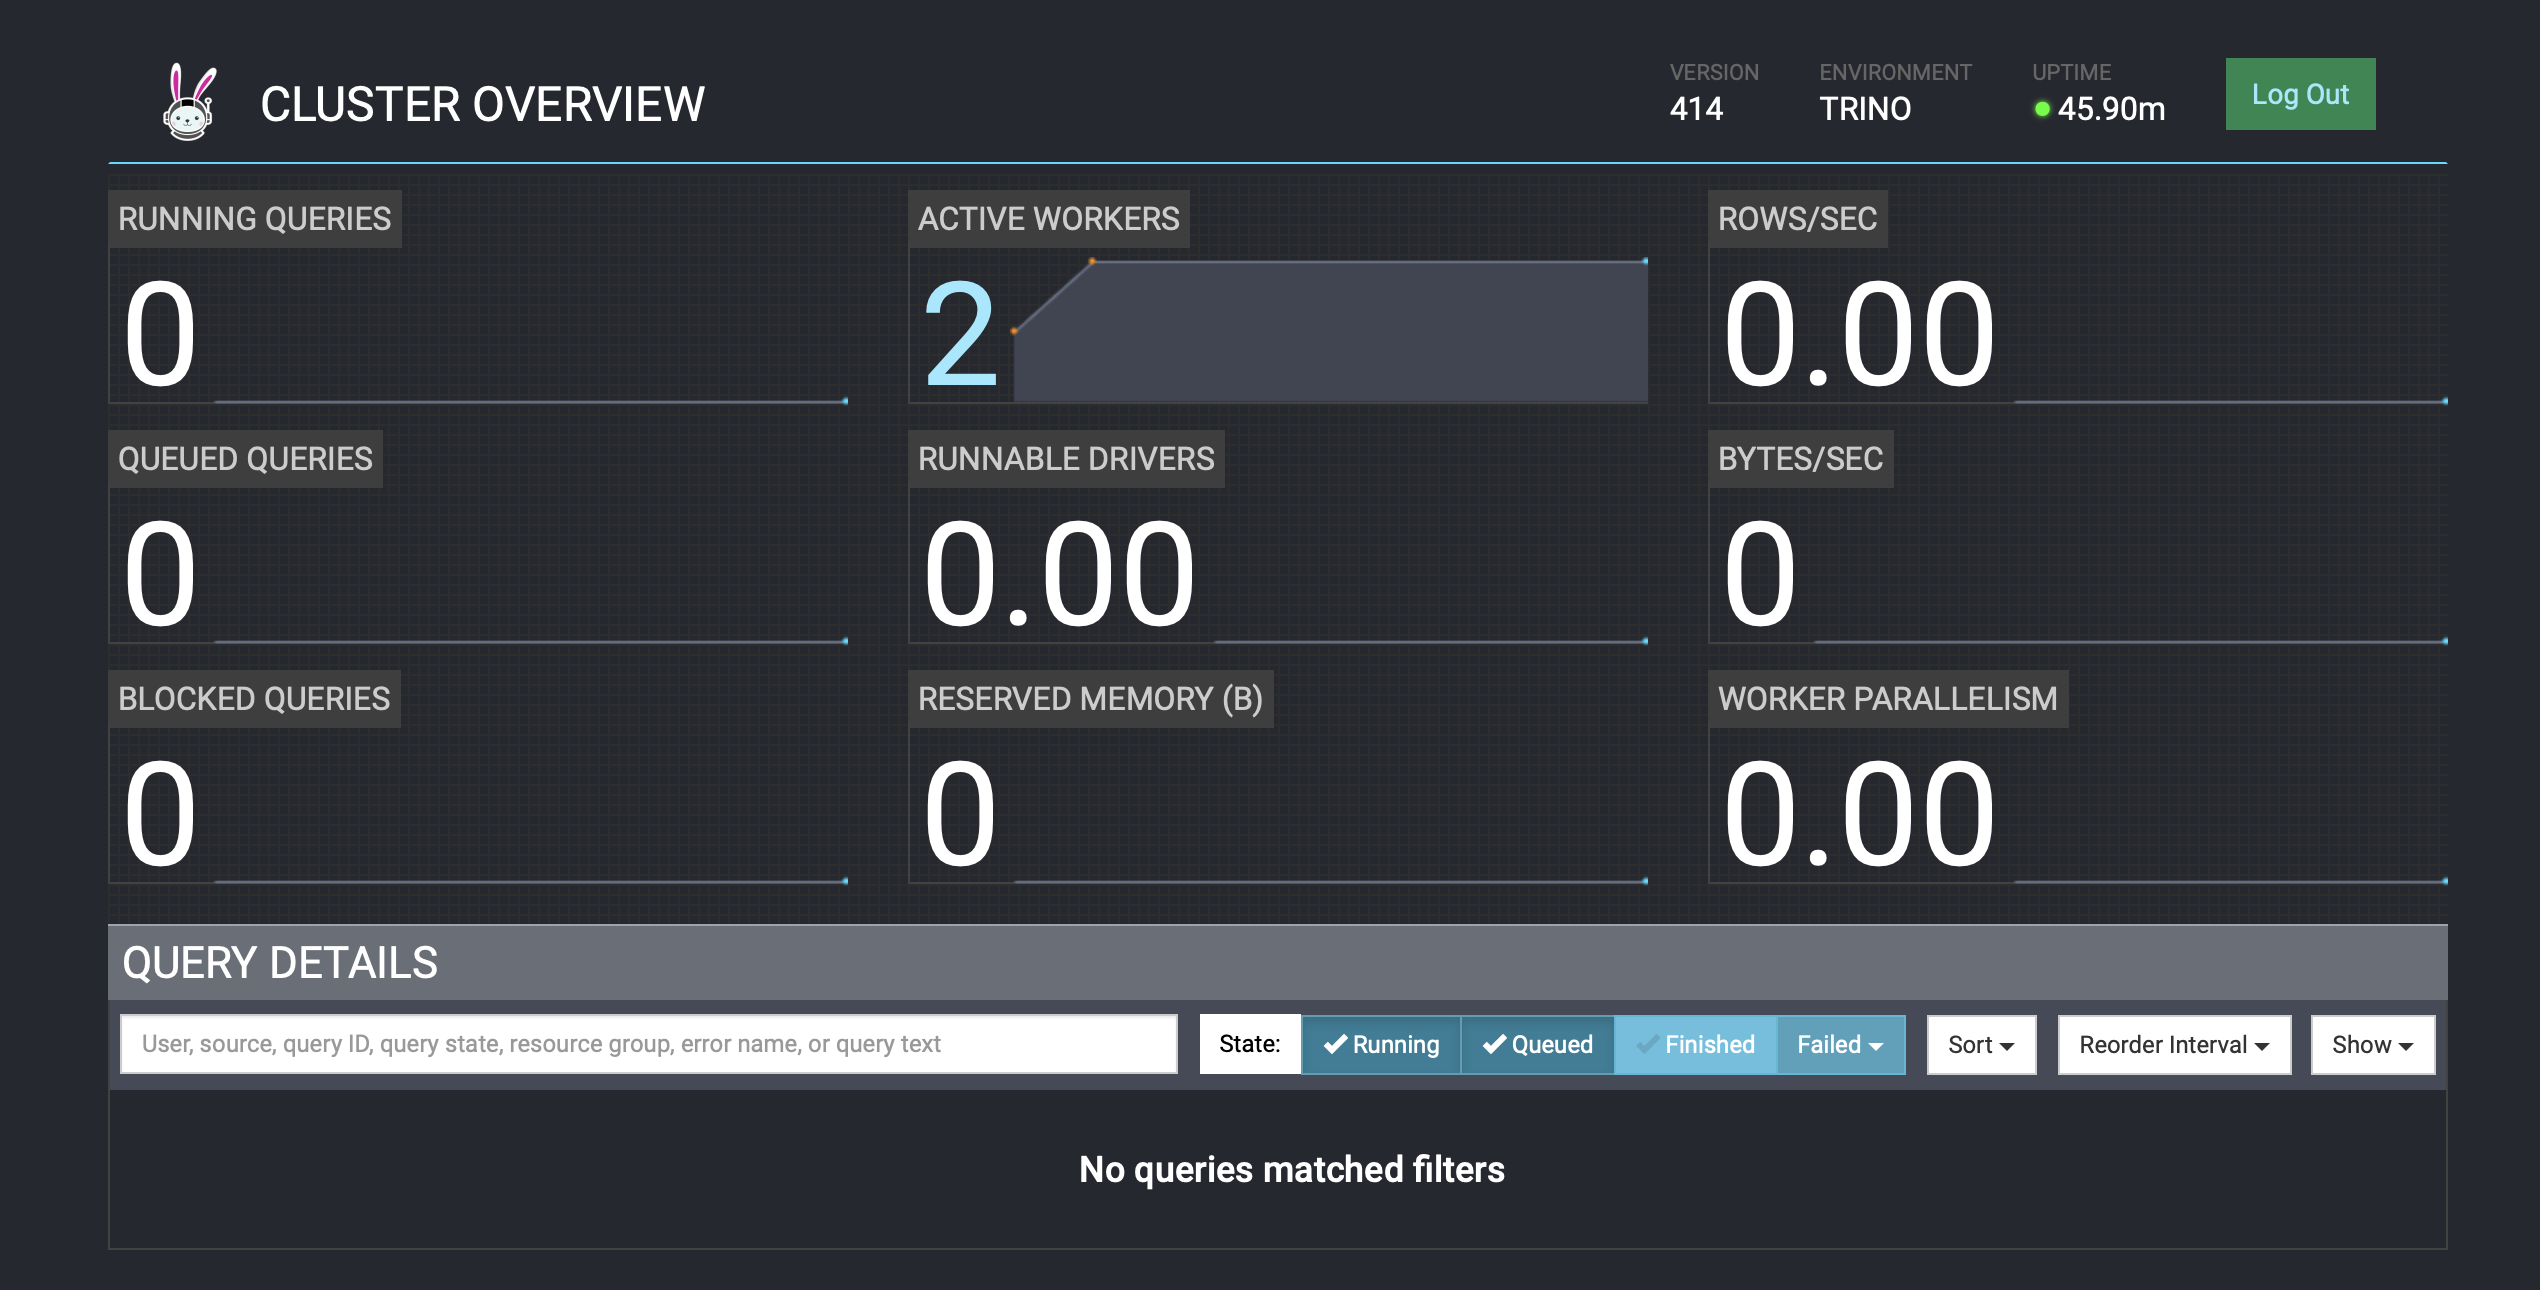 CLUSTER OVERVIEW
VERSION
414
ENVIRONMENT
TRINO
UPTIME
45.90m
Log Out
RUNNING QUERIES
0
ACTIVE WORKERS
2
ROWS/SEC
0.00
QUEUED QUERIES
0
RUNNABLE DRIVERS
0.00
BYTES/SEC
0
BLOCKED QUERIES
0
RESERVED MEMORY (B)
0
WORKER PARALLELISM
0.00
QUERY DETAILS
User, source, query ID, query state, resource group, error name, or query text
State:
Running
Queued
Finished
Failed
Sort
Reorder Interval
Show
No queries matched filters